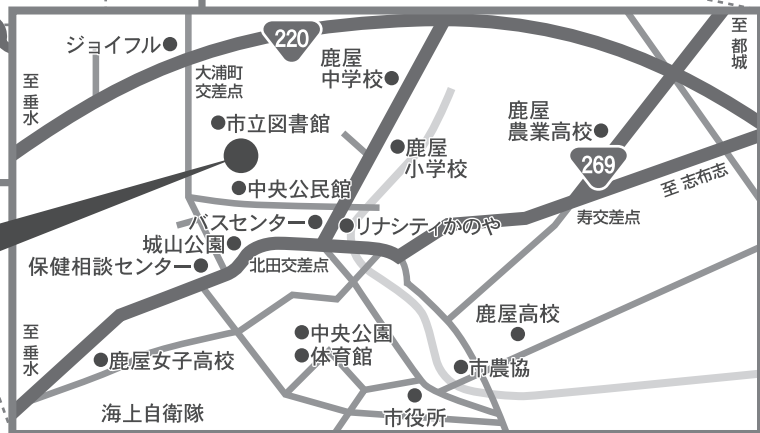 ジョイフル
220
鹿屋
中学校
至 都城
大浦町
交差点
至 垂水
市立図書館
鹿屋
小学校
鹿屋
農業高校
269
至 志布志
中央公民館
バスセンター
リナシティかのや
寿交差点
城山公園
保健相談センター
北田交差点
鹿屋高校
中央公園
体育館
至 垂水
鹿屋女子高校
市農協
海上自衛隊
市役所